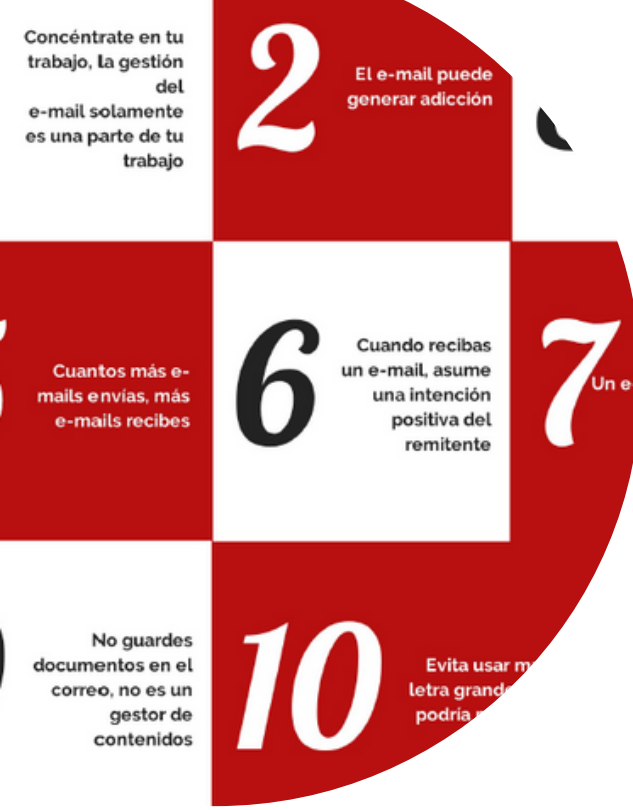 Concéntrate en tu
trabajo, la gestión
del
e-mail solamente
es una parte de tu
trabajo
2
El e-mail puede
generar adicción
Cuantos más e-
mails envías, más
e-mails recibes
6
Cuando recibas
un e-mail, asume
una intención
positiva del
remitente
7
Un
No guardes
documentos en el
correo, no es un
gestor de
contenidos
10
Evita usar
letra
podría